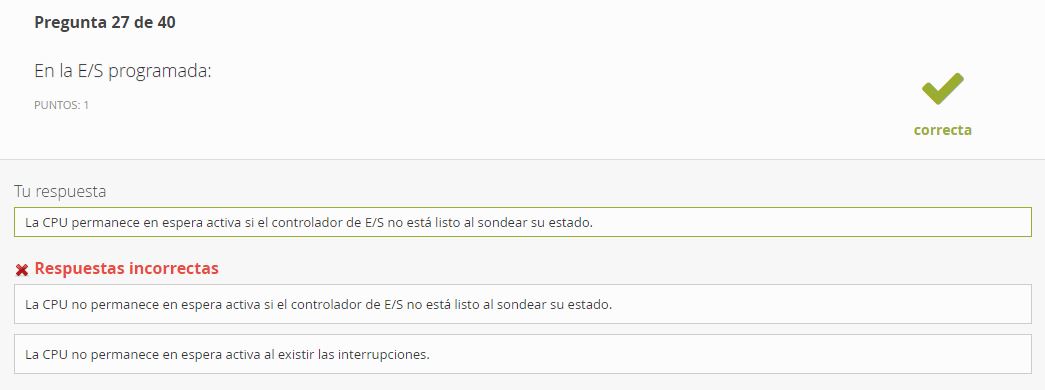 Pregunta 27 de 40
En la E/S programada:
PUNTOS: 1
correcta
Tu respuesta
La CPU permanece en espera activa si el controlador de E/S no está listo al sondear su estado.
Respuestas incorrectas
La CPU no permanece en espera activa si el controlador de E/S no está listo al sondear su estado.
La CPU no permanece en espera activa al existir las interrupciones.